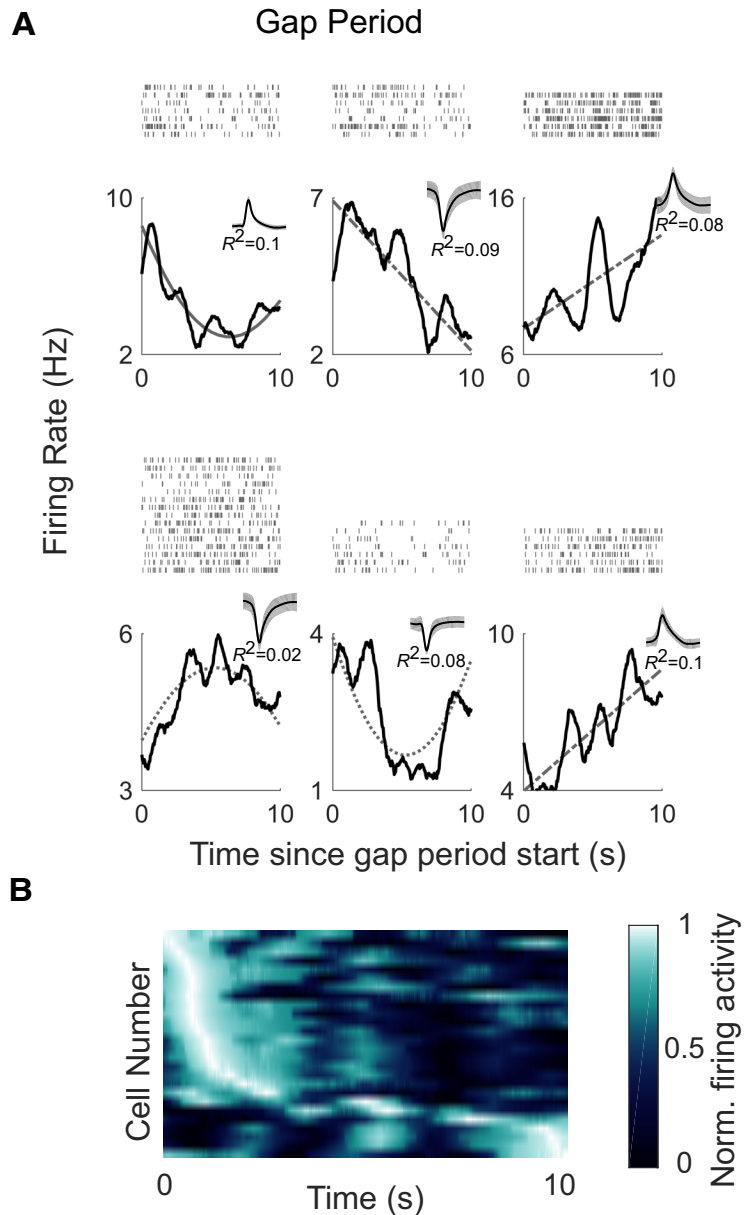 A
Gap Period
Firing Rate (Hz)
10
2
0
10
R²=0.1
7
2
0
10
R²=0.09
16
6
0
10
R²=0.08
6
3
0
10
R²=0.02
4
1
0
10
R²=0.08
10
4
0
10
R²=0.1
Time since gap period start (s)
B
Cell Number
0
10
Time (s)
1
0.5
0
Norm. firing activity